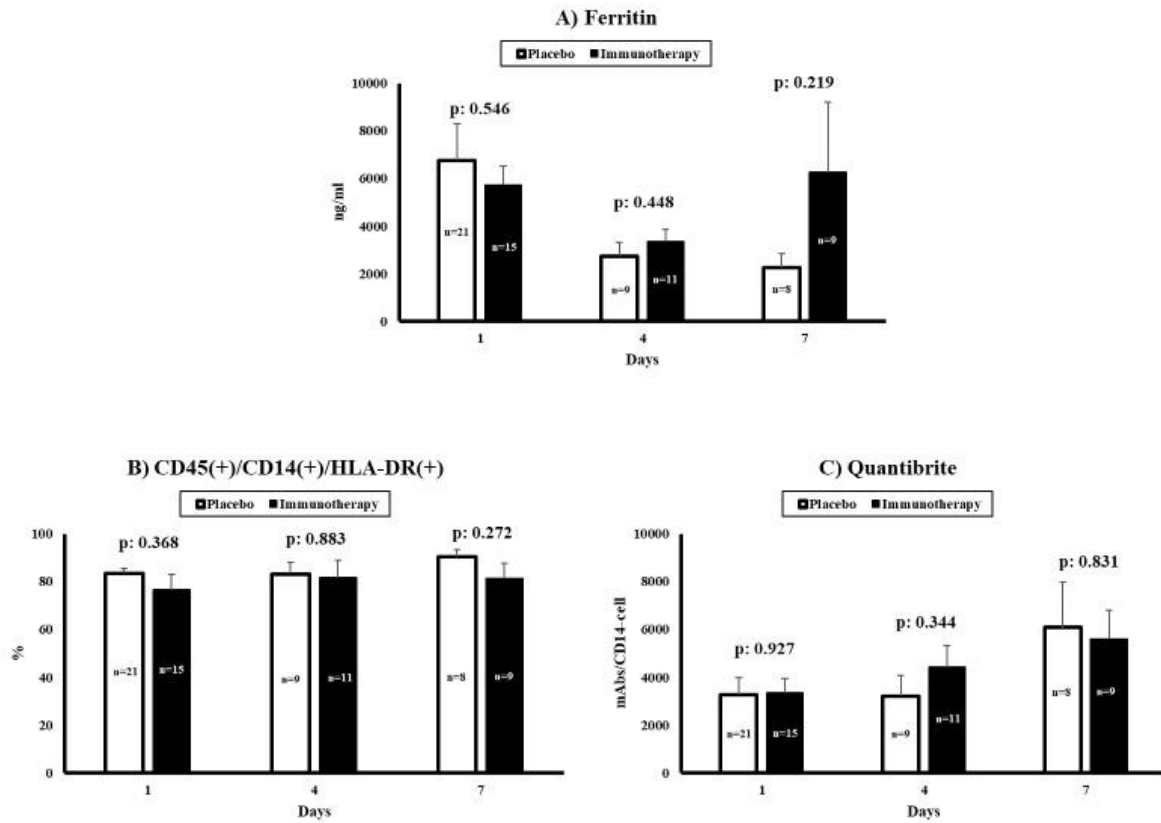 A) Ferritin
Placebo Immunotherapy
10000
8000
6000
4000
2000
0
ng/ml
p: 0.546
p: 0.448
p: 0.219
n=21
n=15
n=9
n=11
n=8
n=9
1 4 7
Days
B) CD45(+)/CD14(+)/HLA-DR(+)
Placebo Immunotherapy
100
80
60
40
20
0
%
p: 0.368
p: 0.883
p: 0.272
n=21
n=15
n=9
n=11
n=8
n=9
1 4 7
Days
C) Quantibrite
Placebo Immunotherapy
10000
8000
6000
4000
2000
0
mAbs/CD14-cell
p: 0.927
p: 0.344
p: 0.831
n=21
n=15
n=9
n=11
n=8
n=9
1 4 7
Days